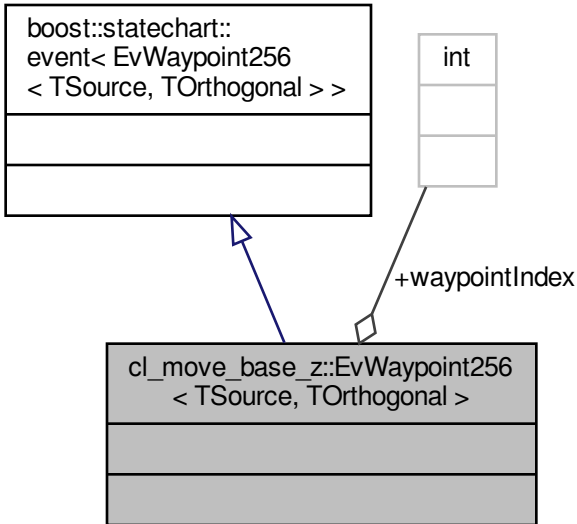 boost::statechart::
event< EvWaypoint256
< TSource, TOrthogonal > >
int
+waypointIndex
cl_move_base_z::EvWaypoint256
< TSource, TOrthogonal >